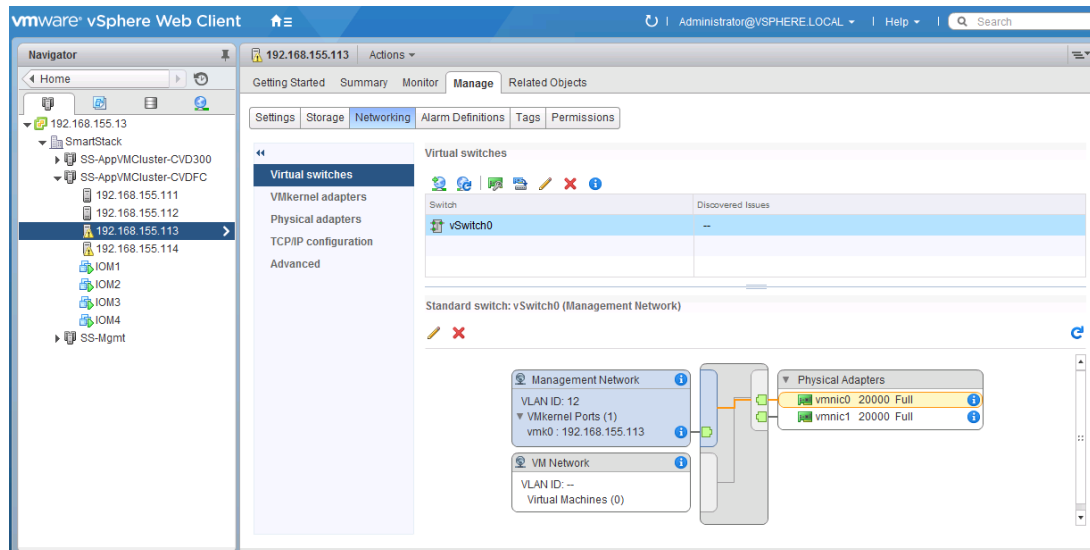 vmware® vSphere Web Client
Administrator@VSPHERE.LOCAL
Help
Search
Navigator
Home
192.168.155.13
SmartStack
SS-AppVMCluster-CVD300
SS-AppVMCluster-CVDFC
192.168.155.111
192.168.155.112
192.168.155.113
192.168.155.114
IOM1
IOM2
IOM3
IOM4
SS-Mgmt
192.168.155.113 Actions
Getting Started Summary Monitor Manage Related Objects
Settings Storage Networking Alarm Definitions Tags Permissions
Virtual switches
VMkernel adapters
Physical adapters
TCP/IP configuration
Advanced
Virtual switches
Switch Discovered Issues
vSwitch0 --
Standard switch: vSwitch0 (Management Network)
Management Network
VLAN ID: 12
VMkernel Ports (1)
vmk0 : 192.168.155.113
VM Network
VLAN ID: --
Virtual Machines (0)
Physical Adapters
vmnic0 20000 Full
vmnic1 20000 Full